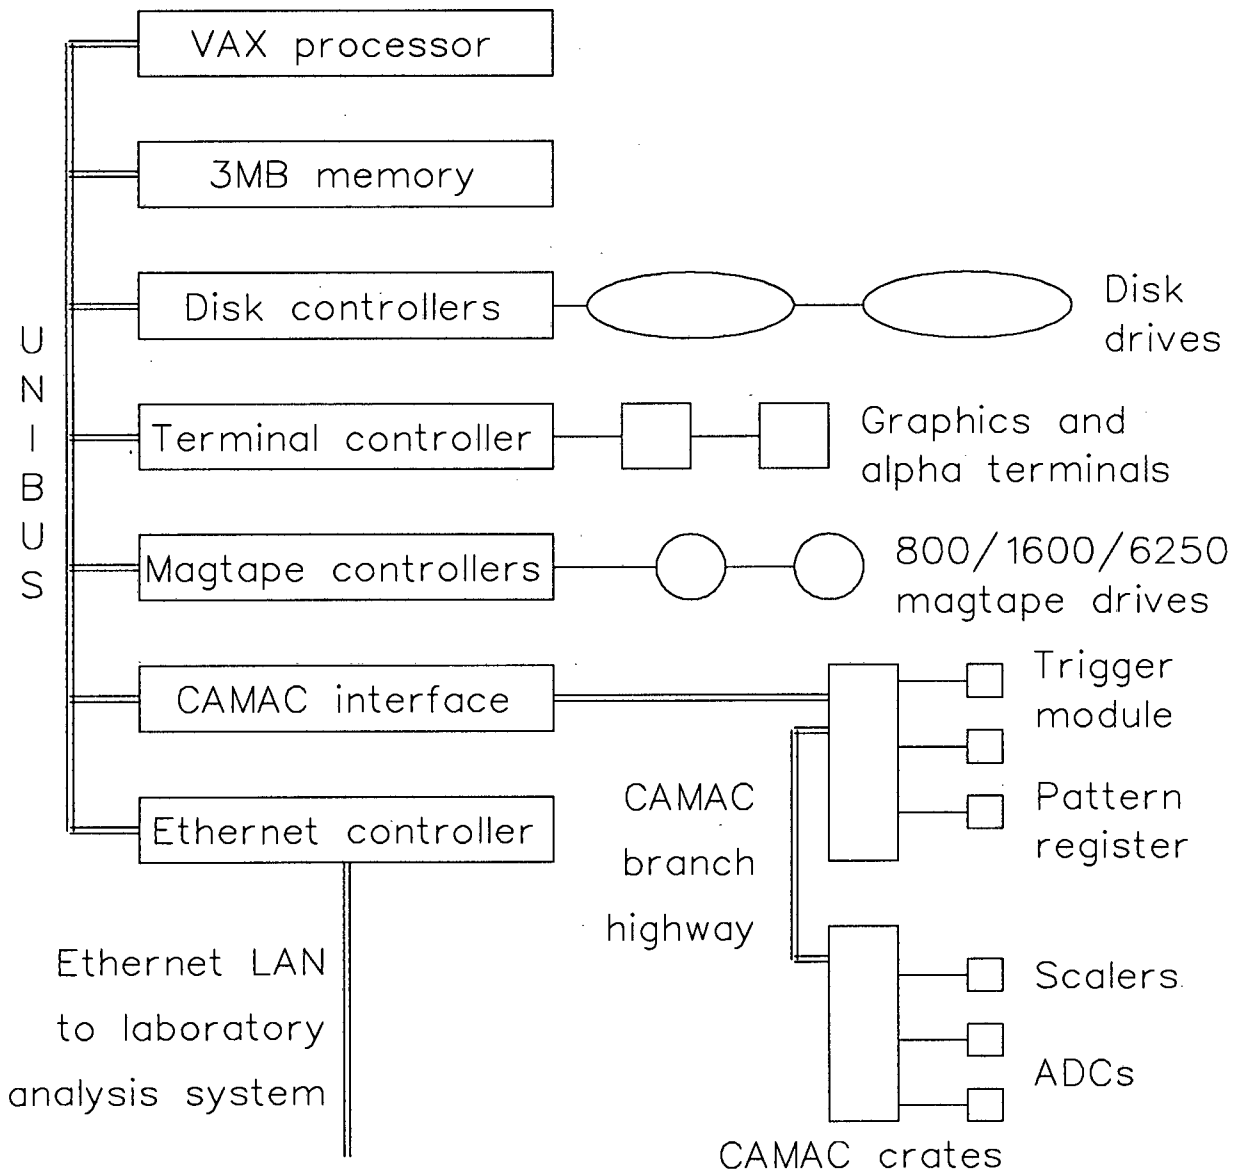 VAX processor
3MB memory
Disk controllers
Disk
drives
U
N
I
B
U
S
Terminal controller
Graphics and
alpha terminals
Magtape controllers
800/1600/6250
magtape drives
CAMAC interface
Trigger
module
Pattern
register
Ethernet controller
CAMAC
branch
highway
Ethernet LAN
to laboratory
analysis system
Scalers
ADCs
CAMAC crates